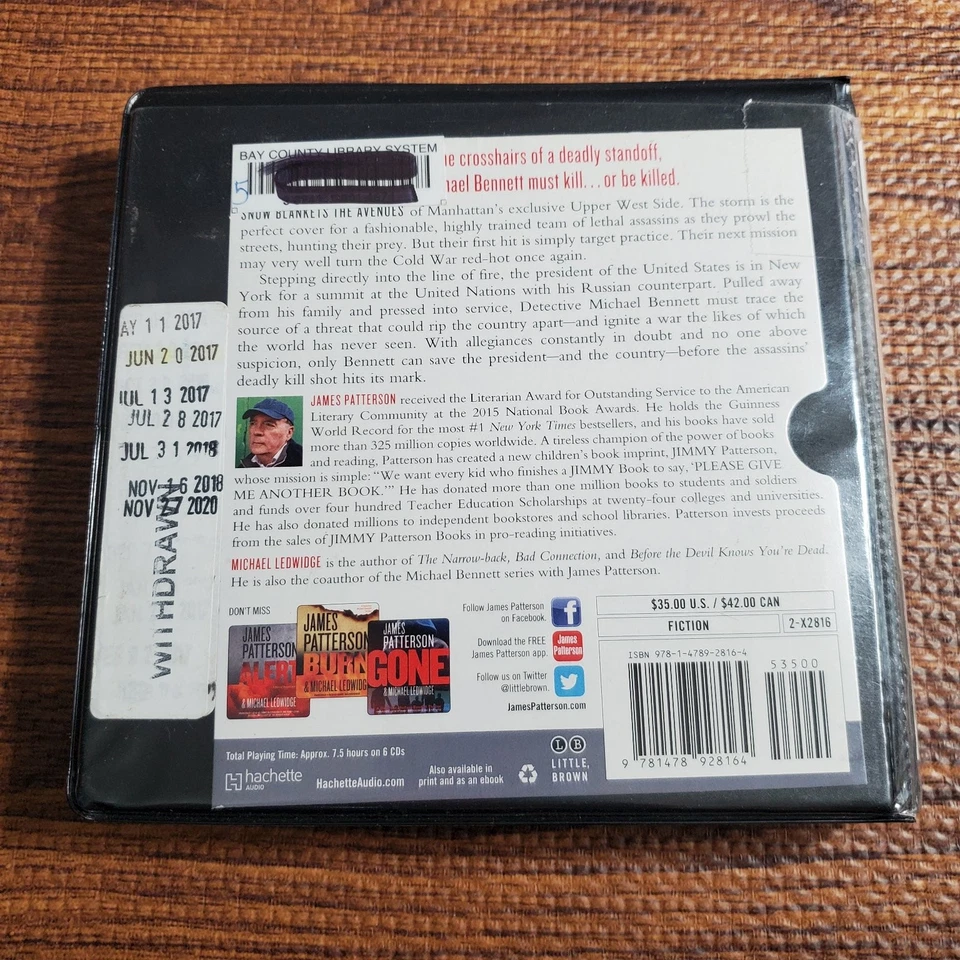 BAY COUNTY LIBRARY SYSTEM
5
e crosshairs of a deadly standoff,
ael Bennett must kill. . . or be killed.
SNOW BLANKETS THE AVENUES of Manhattan's exclusive Upper West Side. The storm is the
perfect cover for a fashionable, highly trained team of lethal assassins as they prowl the
streets, hunting their prey. But their first hit is simply target practice. Their next mission
may very well turn the Cold War red-hot once again.
Stepping directly into the line of fire, the president of the United States is in New
York for a summit at the United Nations with his Russian counterpart. Pulled away
from his family and pressed into service, Detective Michael Bennett must trace the
source of a threat that could rip the country apart—and ignite a war the likes of which
the world has never seen. With allegiances constantly in doubt and no one above
suspicion, only Bennett can save the president—and the country—before the assassins'
deadly kill shot hits its mark.
JAMES PATTERSON received the Literarian Award for Outstanding Service to the American
Literary Community at the 2015 National Book Awards. He holds the Guinness
World Record for the most #1 New York Times bestsellers, and his books have sold
more than 325 million copies worldwide. A tireless champion of the power of books
and reading, Patterson has created a new children's book imprint, JIMMY Patterson,
whose mission is simple: "We want every kid who finishes a JIMMY Book to say, 'PLEASE GIVE
ME ANOTHER BOOK.'" He has donated more than one million books to students and soldiers
and funds over four hundred Teacher Education Scholarships at twenty-four colleges and universities.
He has also donated millions to independent bookstores and school libraries. Patterson invests proceeds
from the sales of JIMMY Patterson Books in pro-reading initiatives.
MICHAEL LEDWIDGE is the author of The Narrow-back, Bad Connection, and Before the Devil Knows You're Dead.
He is also the coauthor of the Michael Bennett series with James Patterson.
AY 11 2017
JUN 20 2017
JUL 13 2017
JUL 28 2017
JUL 31 2018
NOV 16 2018
NOV 27 2020
WITHDRAWN
DON'T MISS
JAMES
PATTERSON
ALERT
& MICHAEL LEDWIDGE
JAMES
PATTERSON
BURN
& MICHAEL LEDWIDG
JAMES
PATTERSON
GONE
& MICHAEL LEDWIDGE
Follow James Patterson
on Facebook.
f
Download the FREE
James Patterson app.
James
Patterson
Follow us on Twitter
@littlebrown.
JamesPatterson.com
$35.00 U.S. / $42.00 CAN
FICTION
2-X2816
ISBN 978-1-4789-2816-4
53500
9 781478 928164
Total Playing Time: Approx. 7.5 hours on 6 CDs
hachette
AUDIO
HachetteAudio.com
Also available in
print and as an ebook
L B
LITTLE,
BROWN